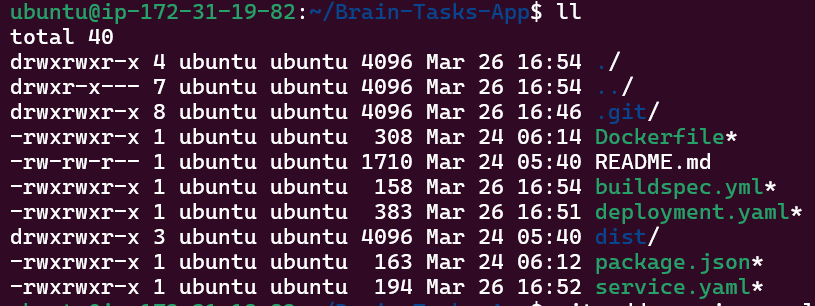 ubuntu@ip-172-31-19-82:~/Brain-Tasks-App$ ll
total 40
drwxrwxr-x 4 ubuntu ubuntu 4096 Mar 26 16:54 ./
drwxr-x--- 7 ubuntu ubuntu 4096 Mar 26 16:54 ../
drwxrwxr-x 8 ubuntu ubuntu 4096 Mar 26 16:46 .git/
-rwxrwxr-x 1 ubuntu ubuntu  308 Mar 24 06:14 Dockerfile*
-rw-rw-r-- 1 ubuntu ubuntu 1710 Mar 24 05:40 README.md
-rwxrwxr-x 1 ubuntu ubuntu  158 Mar 26 16:54 buildspec.yml*
-rwxrwxr-x 1 ubuntu ubuntu  383 Mar 26 16:51 deployment.yaml*
drwxrwxr-x 3 ubuntu ubuntu 4096 Mar 24 05:40 dist/
-rwxrwxr-x 1 ubuntu ubuntu  163 Mar 24 06:12 package.json*
-rwxrwxr-x 1 ubuntu ubuntu  194 Mar 26 16:52 service.yaml*